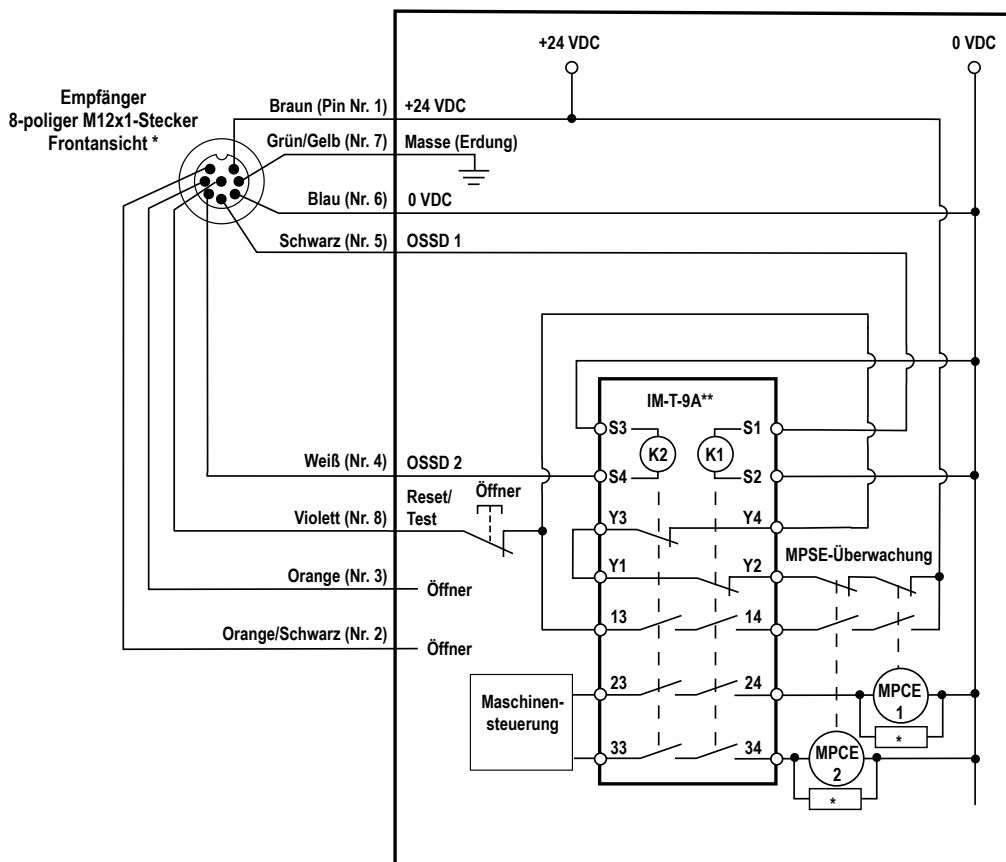 +24 VDC
0 VDC
Empfänger
8-poliger M12x1-Stecker
Frontansicht *
Braun (Pin Nr. 1)
+24 VDC
Grün/Gelb (Nr. 7)
Masse (Erdung)
Blau (Nr. 6)
0 VDC
Schwarz (Nr. 5)
OSSD 1
IM-T-9A**
S3
S1
K2
K1
Weiß (Nr. 4)
OSSD 2
S4
S2
Reset/
Test
Öffner
Violett (Nr. 8)
Y3
Y4
MPSE-Überwachung
Y1
Y2
Orange (Nr. 3)
Öffner
13
14
Orange/Schwarz (Nr. 2)
Öffner
Maschinen-
steuerung
23
24
MPCE
1
*
33
34
MPCE
2
*